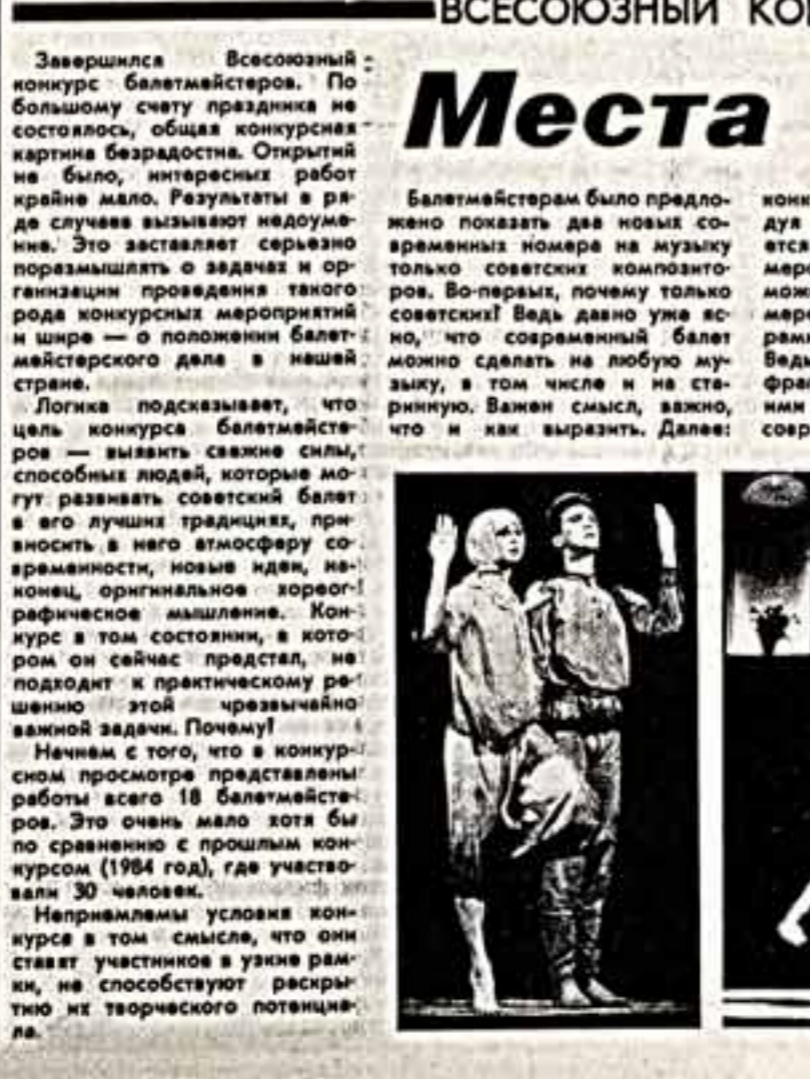 ВСЕСОЮЗНЫЙ КО
Места
Завершился Всесоюзный
конкурс балетмейстеров. По
большому счету праздника не
состоялось, общая конкурсная
картина безрадостна. Открытий
не было, интересных работ
крайне мало. Результаты в ря-
де случаев вызывают недоуме-
ние. Это заставляет серьезно
поразмышлять о задачах и ор-
ганизации проведения такого
рода конкурсных мероприятий
и шире — о положении балет-
мейстерского дела в нашей
стране.
Логика подсказывает, что
цель конкурса балетмейсте-
ров — выявить свежие силы,
способных людей, которые мо-
гут развивать советский балет
в его лучших традициях, при-
вносить в него атмосферу со-
временности, новые идеи, на-
конец, оригинальное хореог-
рафическое мышление. Кон-
курс в том состоянии, в кото-
ром он сейчас предстал, не
подходит к практическому ре-
шению этой чрезвычайно
важной задачи. Почему?
Начнем с того, что в конкур-
сном просмотре представлены
работы всего 18 балетмейсте-
ров. Это очень мало хотя бы
по сравнению с прошлым кон-
курсом (1984 год), где участво-
вали 30 человек.
Неприемлемы условия кон-
курса в том смысле, что они
ставят участников в узкие рам-
ки, не способствуют раскры-
тию их творческого потенциа-
ла.
Балетмейстерам было предло-
жено показать два новых со-
временных номера на музыку
только советских композито-
ров. Во-первых, почему только
советских? Ведь давно уже яс-
но, что современный балет
можно сделать на любую му-
зыку, в том числе и на ста-
ринную. Важен смысл, важно,
что и как выразить. Далее:
конк
дуя
ется
мер
мож
мер
рам
Ведь
фра
ими
совр